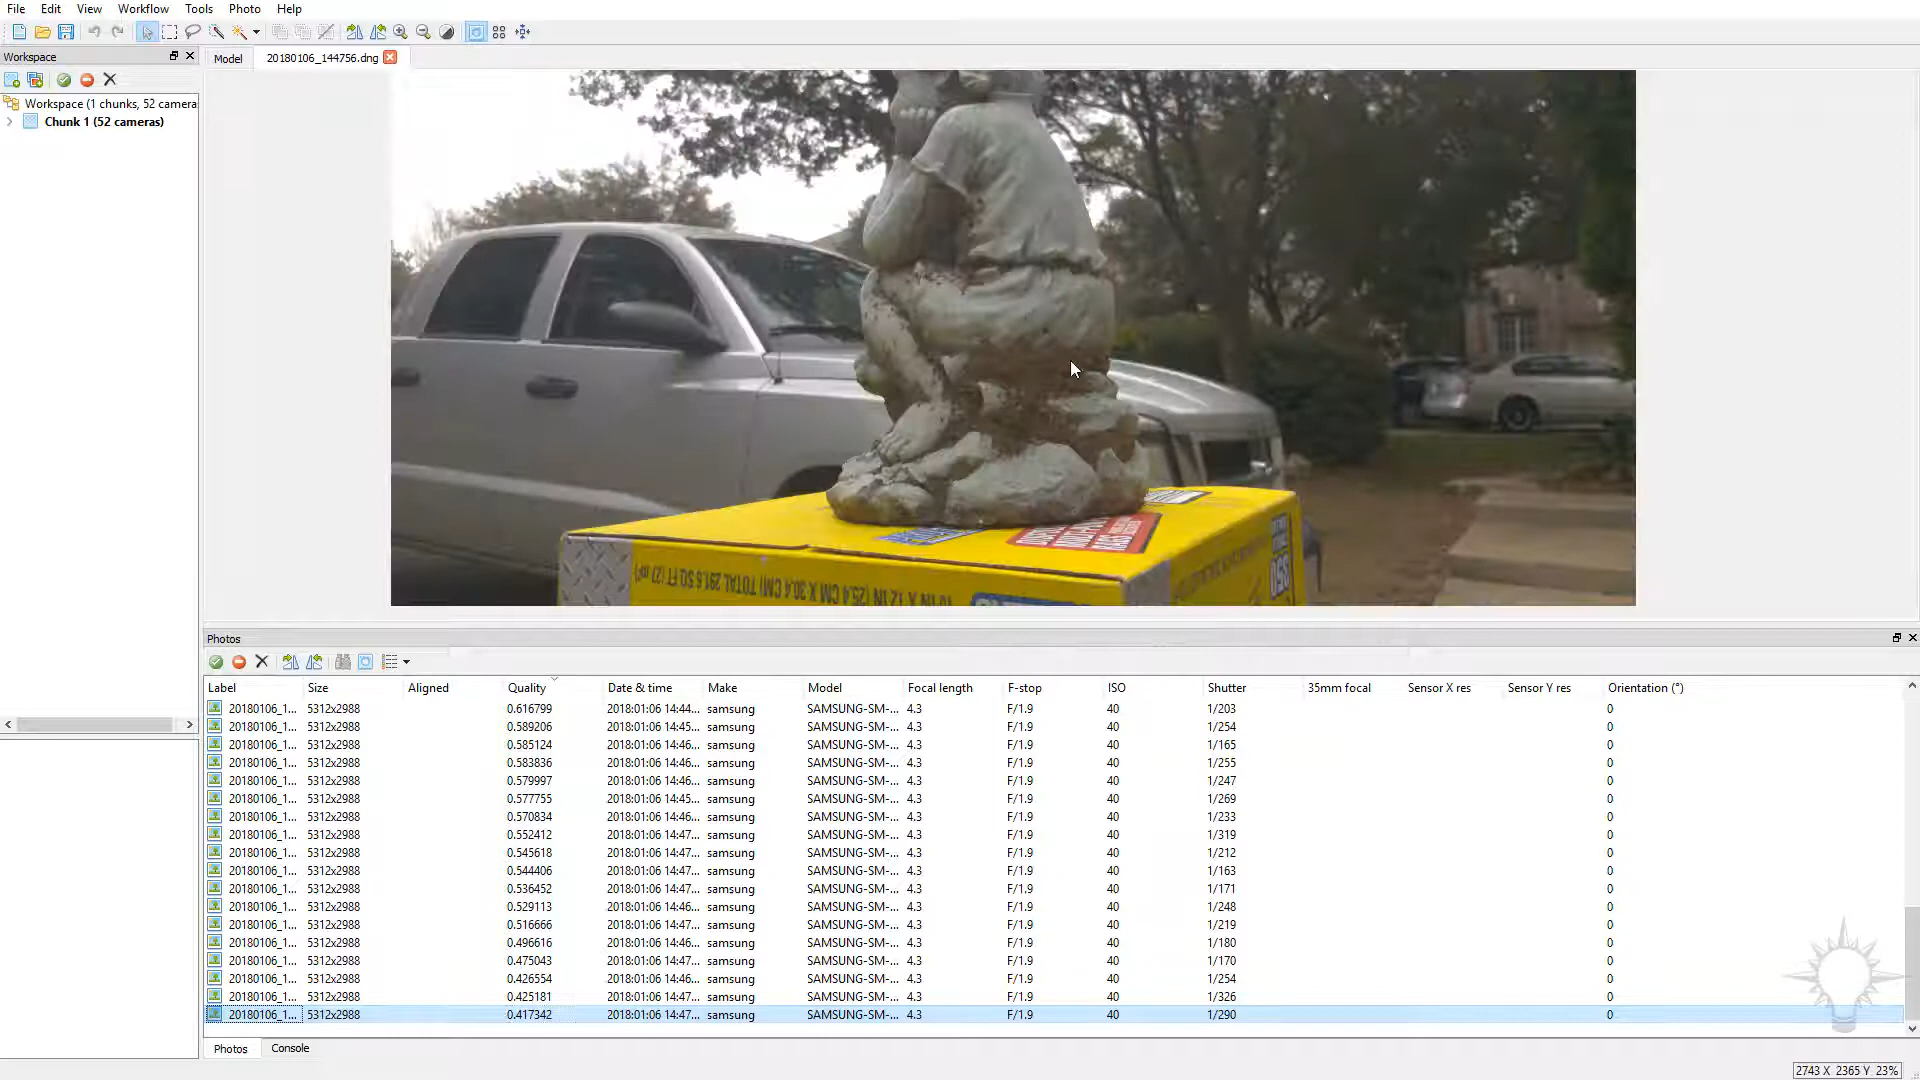 File Edit View Workflow Tools Photo Help
Workspace
Model 20180106_144756.dng
Workspace (1 chunks, 52 camera
Chunk 1 (52 cameras)
10 IN X 12 IN (25.4 CM X 30.4 CM) TOTAL 291.6 SQ. FT (2
350
Photos
Label Size Aligned Quality Date & time Make Model Focal length F-stop ISO Shutter 35mm focal Sensor X res Sensor Y res Orientation (°)
20180106_1... 5312x2988 0.616799 2018:01:06 14:44... samsung SAMSUNG-SM-... 4.3 F/1.9 40 1/203 0
20180106_1... 5312x2988 0.589206 2018:01:06 14:45... samsung SAMSUNG-SM-... 4.3 F/1.9 40 1/254 0
20180106_1... 5312x2988 0.585124 2018:01:06 14:46... samsung SAMSUNG-SM-... 4.3 F/1.9 40 1/165 0
20180106_1... 5312x2988 0.583836 2018:01:06 14:46... samsung SAMSUNG-SM-... 4.3 F/1.9 40 1/255 0
20180106_1... 5312x2988 0.579997 2018:01:06 14:46... samsung SAMSUNG-SM-... 4.3 F/1.9 40 1/247 0
20180106_1... 5312x2988 0.577755 2018:01:06 14:45... samsung SAMSUNG-SM-... 4.3 F/1.9 40 1/269 0
20180106_1... 5312x2988 0.570834 2018:01:06 14:46... samsung SAMSUNG-SM-... 4.3 F/1.9 40 1/233 0
20180106_1... 5312x2988 0.552412 2018:01:06 14:47... samsung SAMSUNG-SM-... 4.3 F/1.9 40 1/319 0
20180106_1... 5312x2988 0.545618 2018:01:06 14:47... samsung SAMSUNG-SM-... 4.3 F/1.9 40 1/212 0
20180106_1... 5312x2988 0.544406 2018:01:06 14:47... samsung SAMSUNG-SM-... 4.3 F/1.9 40 1/163 0
20180106_1... 5312x2988 0.536452 2018:01:06 14:47... samsung SAMSUNG-SM-... 4.3 F/1.9 40 1/171 0
20180106_1... 5312x2988 0.529113 2018:01:06 14:47... samsung SAMSUNG-SM-... 4.3 F/1.9 40 1/248 0
20180106_1... 5312x2988 0.516666 2018:01:06 14:47... samsung SAMSUNG-SM-... 4.3 F/1.9 40 1/219 0
20180106_1... 5312x2988 0.496616 2018:01:06 14:46... samsung SAMSUNG-SM-... 4.3 F/1.9 40 1/180 0
20180106_1... 5312x2988 0.475043 2018:01:06 14:47... samsung SAMSUNG-SM-... 4.3 F/1.9 40 1/170 0
20180106_1... 5312x2988 0.426554 2018:01:06 14:46... samsung SAMSUNG-SM-... 4.3 F/1.9 40 1/254 0
20180106_1... 5312x2988 0.425181 2018:01:06 14:47... samsung SAMSUNG-SM-... 4.3 F/1.9 40 1/326 0
20180106_1... 5312x2988 0.417342 2018:01:06 14:47... samsung SAMSUNG-SM-... 4.3 F/1.9 40 1/290 0
Photos Console
2743 X 2365 Y 23%